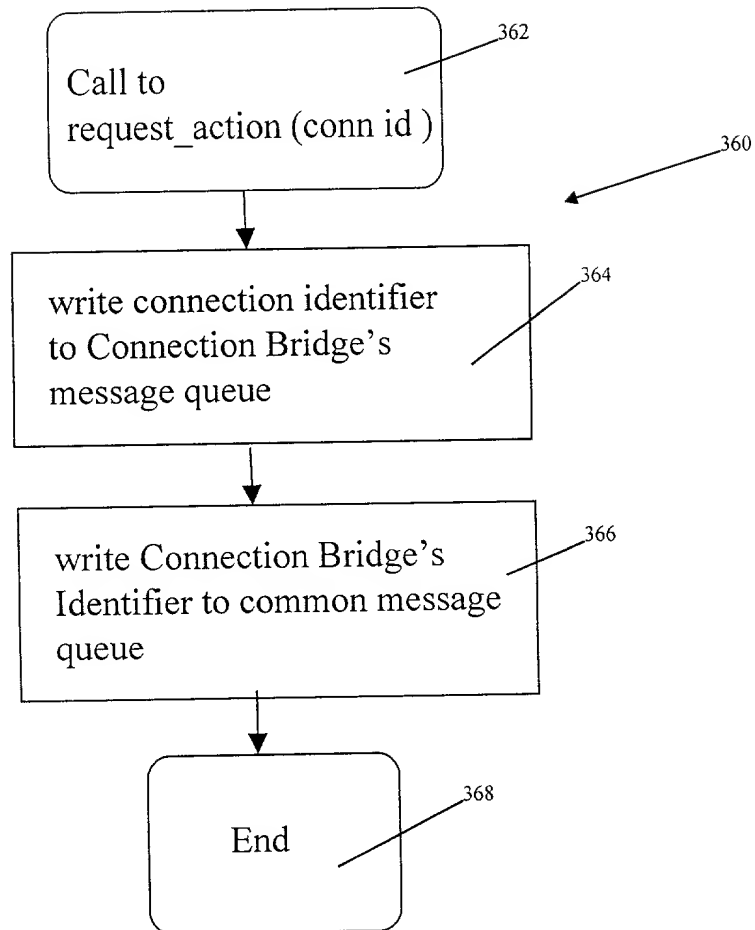 362
Call to
request_action (conn id )
360
364
write connection identifier
to Connection Bridge's
message queue
366
write Connection Bridge's
Identifier to common message
queue
368
End